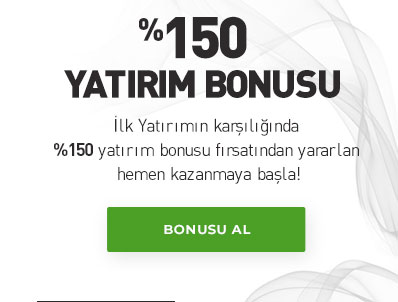 %150
YATIRIM BONUSU
İlk Yatırımın karşılığında
%150 yatırım bonusu fırsatından yararlan
hemen kazanmaya başla!
BONUSU AL